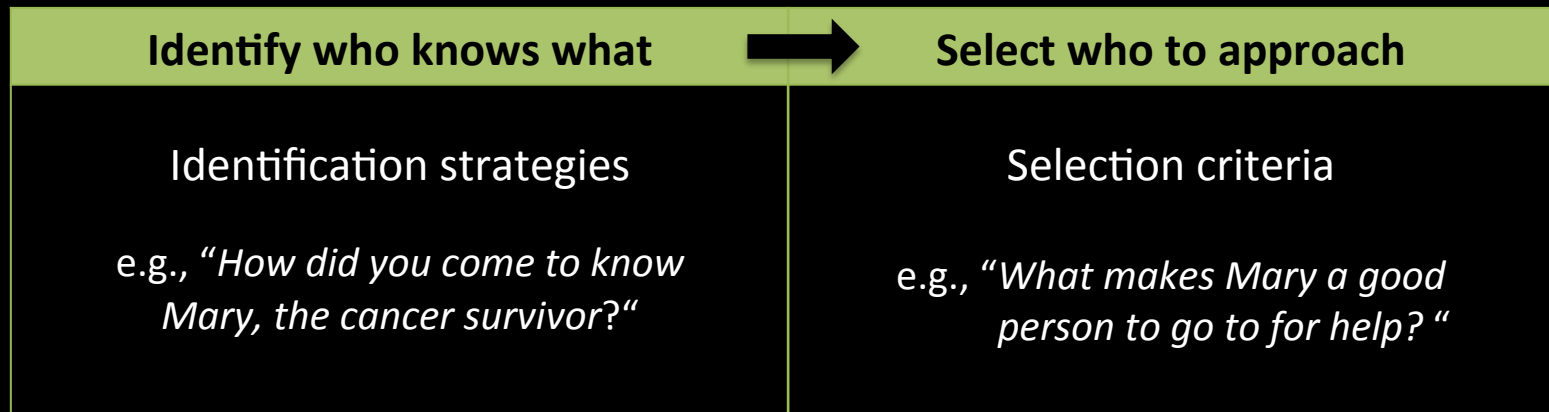 Identify who knows what
Select who to approach
Identification strategies
e.g., “How did you come to know
Mary, the cancer survivor?“
Selection criteria
e.g., “What makes Mary a good
person to go to for help? “